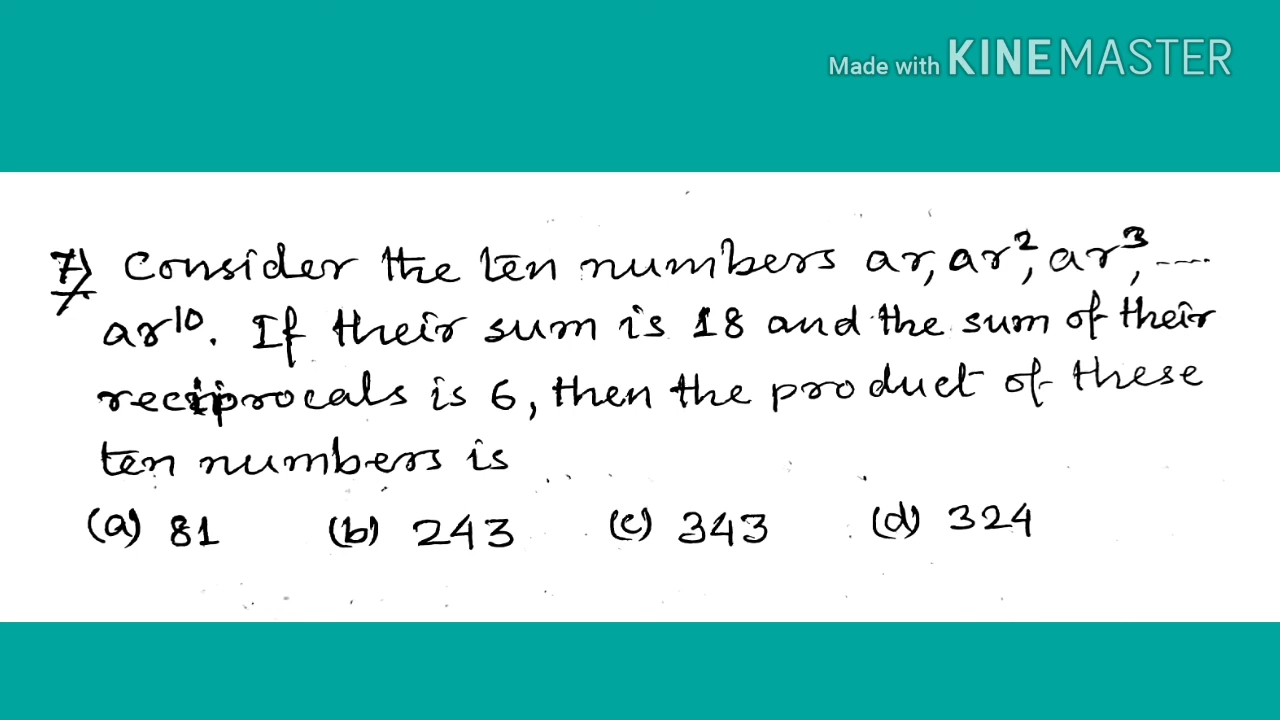 Made with KINEMASTER
7) Consider the ten numbers ar, ar², ar³, ....
ar¹⁰. If their sum is 18 and the sum of their
reciprocals is 6, then the product of these
ten numbers is
(a) 81 (b) 243 (c) 343 (d) 324